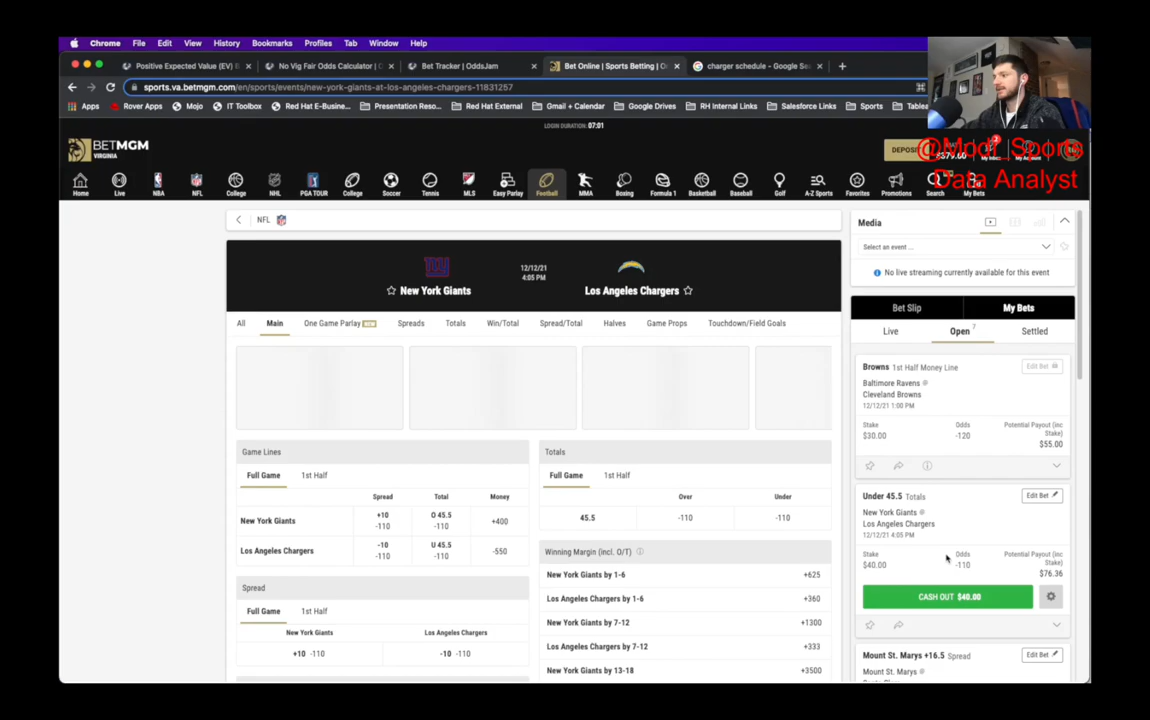 Chrome File Edit View History Bookmarks Profiles Tab Window Help
Positive Expected Value (EV) B × No Vig Fair Odds Calculator | O × Bet Tracker | OddsJam × Bet Online | Sports Betting | O × charger schedule - Google Sea × +
sports.va.betmgm.com/en/sports/events/new-york-giants-at-los-angeles-chargers-11831257
Apps Rover Apps Mojo IT Toolbox Red Hat E-Busine... Presentation Reso... Red Hat External Gmail + Calendar Google Drives RH Internal Links Salesforce Links Sports Tablea
LOGIN DURATION: 07:01
BETMGM
VIRGINIA
@Modr_Sports
Data Analyst
Home Live NBA NFL College NHL PGA TOUR College Soccer Tennis MLS Easy Parlay Football MMA Boxing Formula 1 Basketball Baseball Golf A-Z Sports Favorites Promotions Search My Bets
NFL
New York Giants
12/12/21
4:05 PM
Los Angeles Chargers
All Main One Game Parlay NEW Spreads Totals Win/Total Spread/Total Halves Game Props Touchdown/Field Goals
Game Lines
Full Game 1st Half
Spread Total Money
New York Giants +10 -110 O 45.5 -110 +400
Los Angeles Chargers -10 -110 U 45.5 -110 -550
Spread
Full Game 1st Half
New York Giants Los Angeles Chargers
+10 -110 -10 -110
Totals
Full Game 1st Half
Over Under
45.5 -110 -110
Winning Margin (incl. O/T)
New York Giants by 1-6 +625
Los Angeles Chargers by 1-6 +360
New York Giants by 7-12 +1300
Los Angeles Chargers by 7-12 +333
New York Giants by 13-18 +3500
Media
Select an event ...
No live streaming currently available for this event
Bet Slip My Bets
Live Open 7 Settled
Browns 1st Half Money Line Edit Bet
Baltimore Ravens @
Cleveland Browns
12/12/21 1:00 PM
Stake Odds Potential Payout (inc Stake)
$30.00 -120 $55.00
Under 45.5 Totals Edit Bet
New York Giants @
Los Angeles Chargers
12/12/21 4:05 PM
Stake Odds Potential Payout (inc Stake)
$40.00 -110 $76.36
CASH OUT $40.00
Mount St. Marys +16.5 Spread Edit Bet
Mount St. Marys @